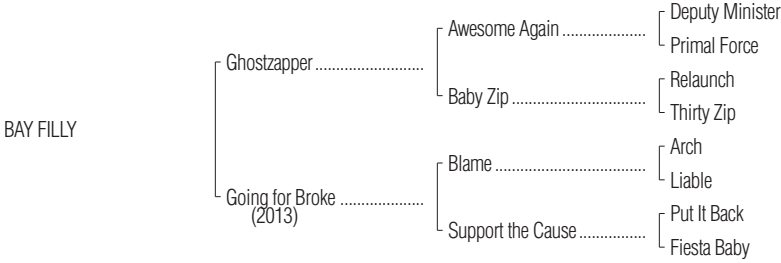 Deputy Minister
Awesome Again ....................
Primal Force
Ghostzapper ..........................
Relaunch
Baby Zip ................................
Thirty Zip
BAY FILLY
Arch
Blame ....................................
Liable
Going for Broke ....................
(2013)
Put It Back
Support the Cause ................
Fiesta Baby